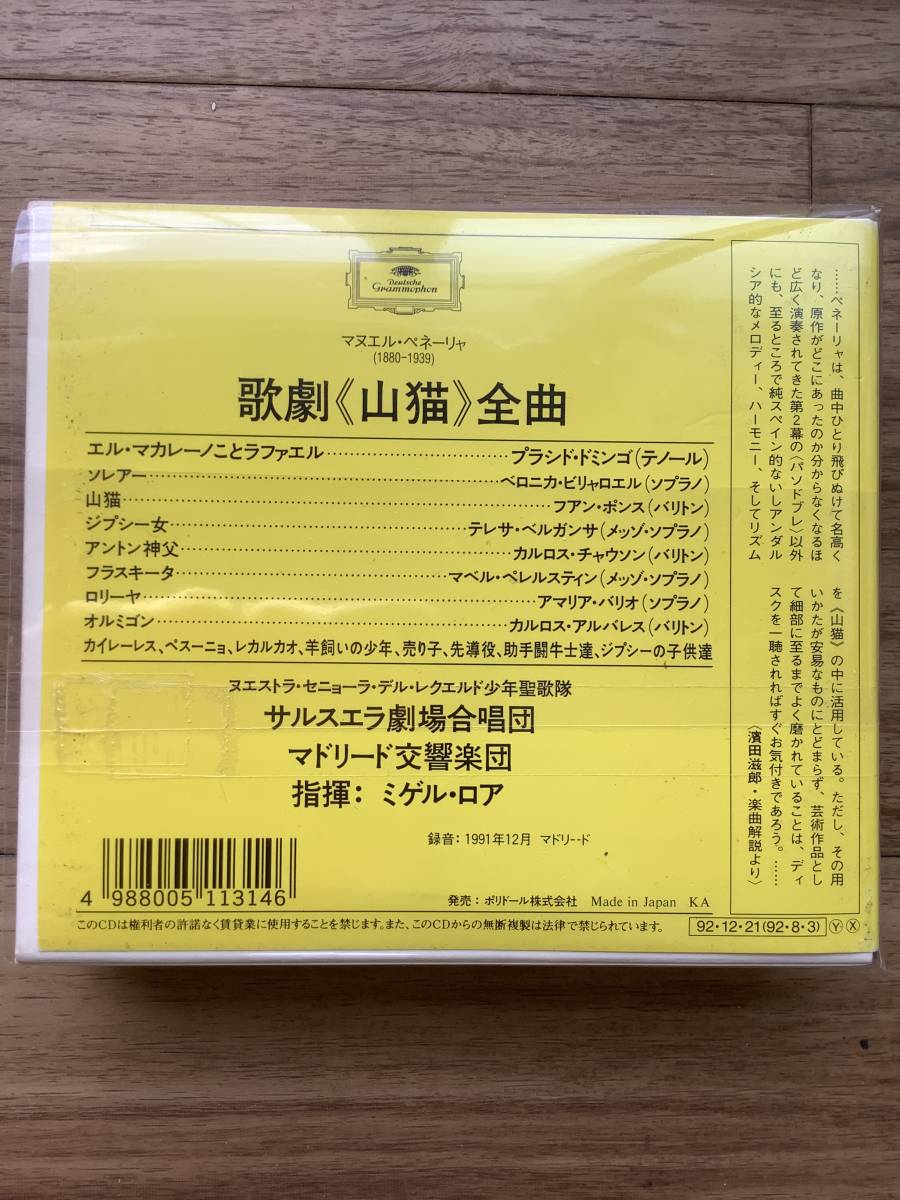 Deutsche
Grammophon
マヌエル・ペネーリャ
(1880-1939)
歌劇《山猫》全曲
エル・マカレーノことラファエル……プラシド・ドミンゴ(テノール)
ソレアー……ベロニカ・ビリャロエル(ソプラノ)
山猫……フアン・ポンス(バリトン)
ジプシー女……テレサ・ベルガンサ(メッゾ・ソプラノ)
アントン神父……カルロス・チャウソン(バリトン)
フラスキータ……マベル・ペレルスティン(メッゾ・ソプラノ)
ロリーヤ……アマリア・バリオ(ソプラノ)
オルミゴン……カルロス・アルバレス(バリトン)
カイレーレス、ペスーニョ、レカルカオ、羊飼いの少年、売り子、先導役、助手闘牛士達、ジプシーの子供達
ヌエストラ・セニョーラ・デル・レクエルド少年聖歌隊
サルスエラ劇場合唱団
マドリード交響楽団
指揮：ミゲル・ロア
録音：1991年12月 マドリード
4 988005 113146
発売：ポリドール株式会社 Made in Japan KA
このCDは権利者の許諾なく賃貸業に使用することを禁じます。また、このCDからの無断複製は法律で禁じられています。
92・12・21(92・8・3) Ⓨ Ⓧ
……ペネーリャは、曲中ひとり飛びぬけて名高く
なり、原作がどこにあったのか分からなくなるほ
ど広く演奏されてきた第2幕の〈パソドブレ〉以外
にも、至るところで純スペイン的ないしアンダル
シア的なメロディー、ハーモニー、そしてリズム
を《山猫》の中に活用している。ただし、その用
いかたが安易なものにとどまらず、芸術作品とし
て細部に至るまでよく磨かれていることは、ディ
スクを一聴されればすぐお気付きであろう。……
〈濱田滋郎・楽曲解説より〉